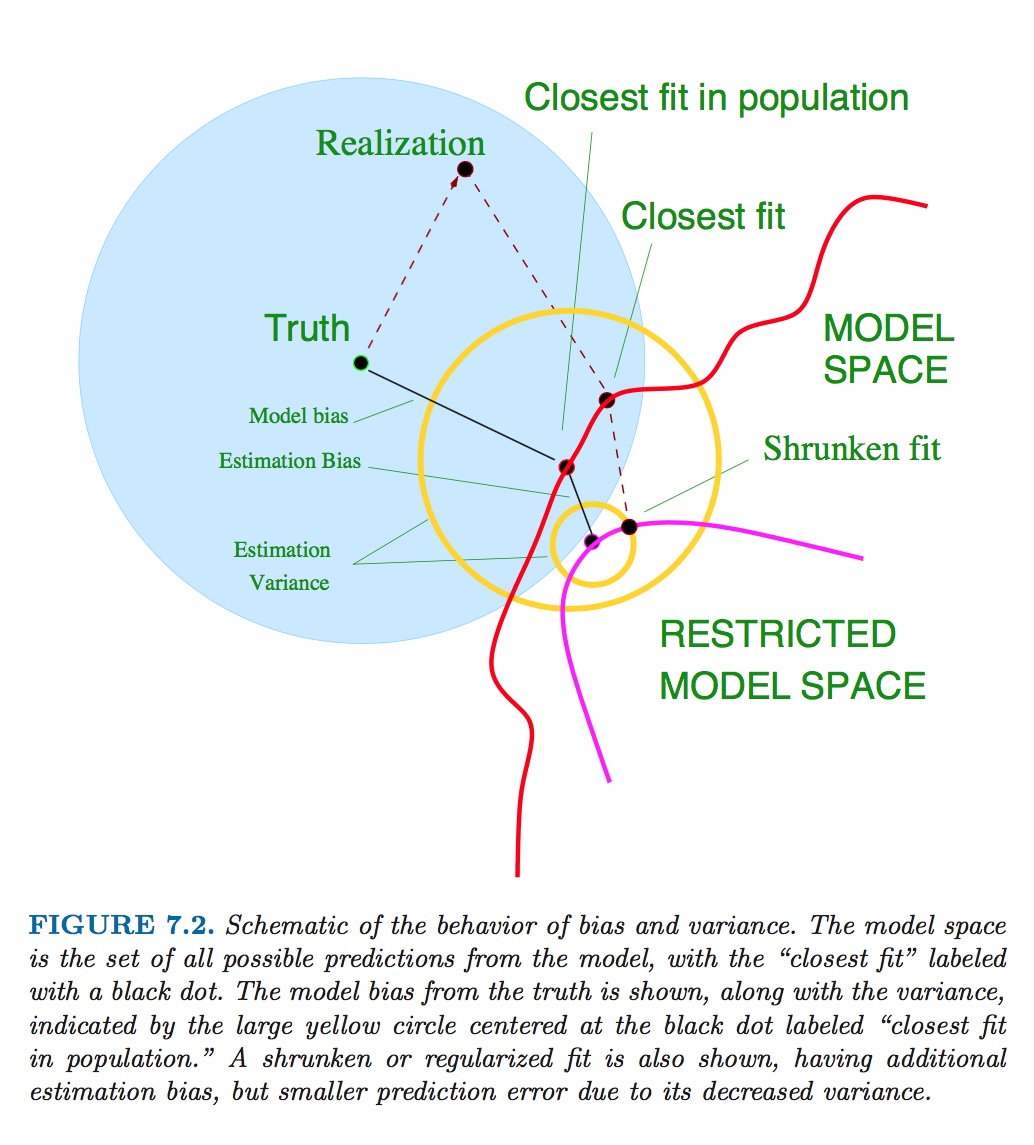 Closest fit in population
Realization
Closest fit
Truth
MODEL
SPACE
Model bias
Shrunken fit
Estimation Bias
Estimation
Variance
RESTRICTED
MODEL SPACE
FIGURE 7.2. Schematic of the behavior of bias and variance. The model space
is the set of all possible predictions from the model, with the “closest fit” labeled
with a black dot. The model bias from the truth is shown, along with the variance,
indicated by the large yellow circle centered at the black dot labeled “closest fit
in population.” A shrunken or regularized fit is also shown, having additional
estimation bias, but smaller prediction error due to its decreased variance.